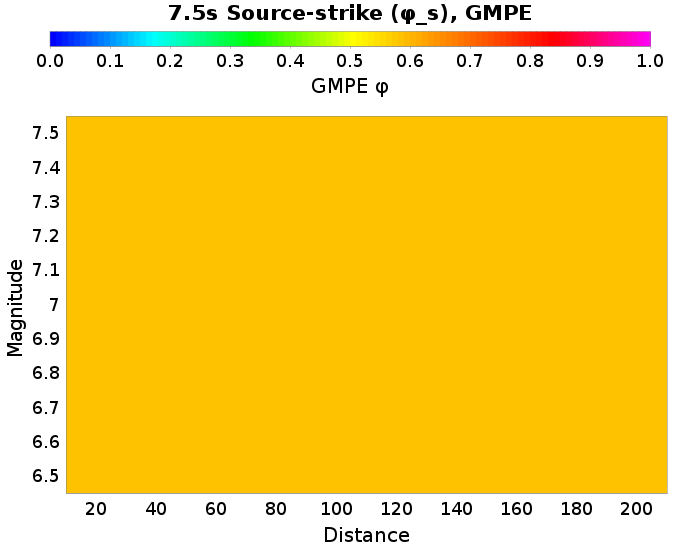 7.5s Source-strike (φ_s), GMPE
0.0 0.1 0.2 0.3 0.4 0.5 0.6 0.7 0.8 0.9 1.0
GMPE φ
7.5
7.4
7.3
7.2
7.1
7
6.9
6.8
6.7
6.6
6.5
Magnitude
20 40 60 80 100 120 140 160 180 200
Distance